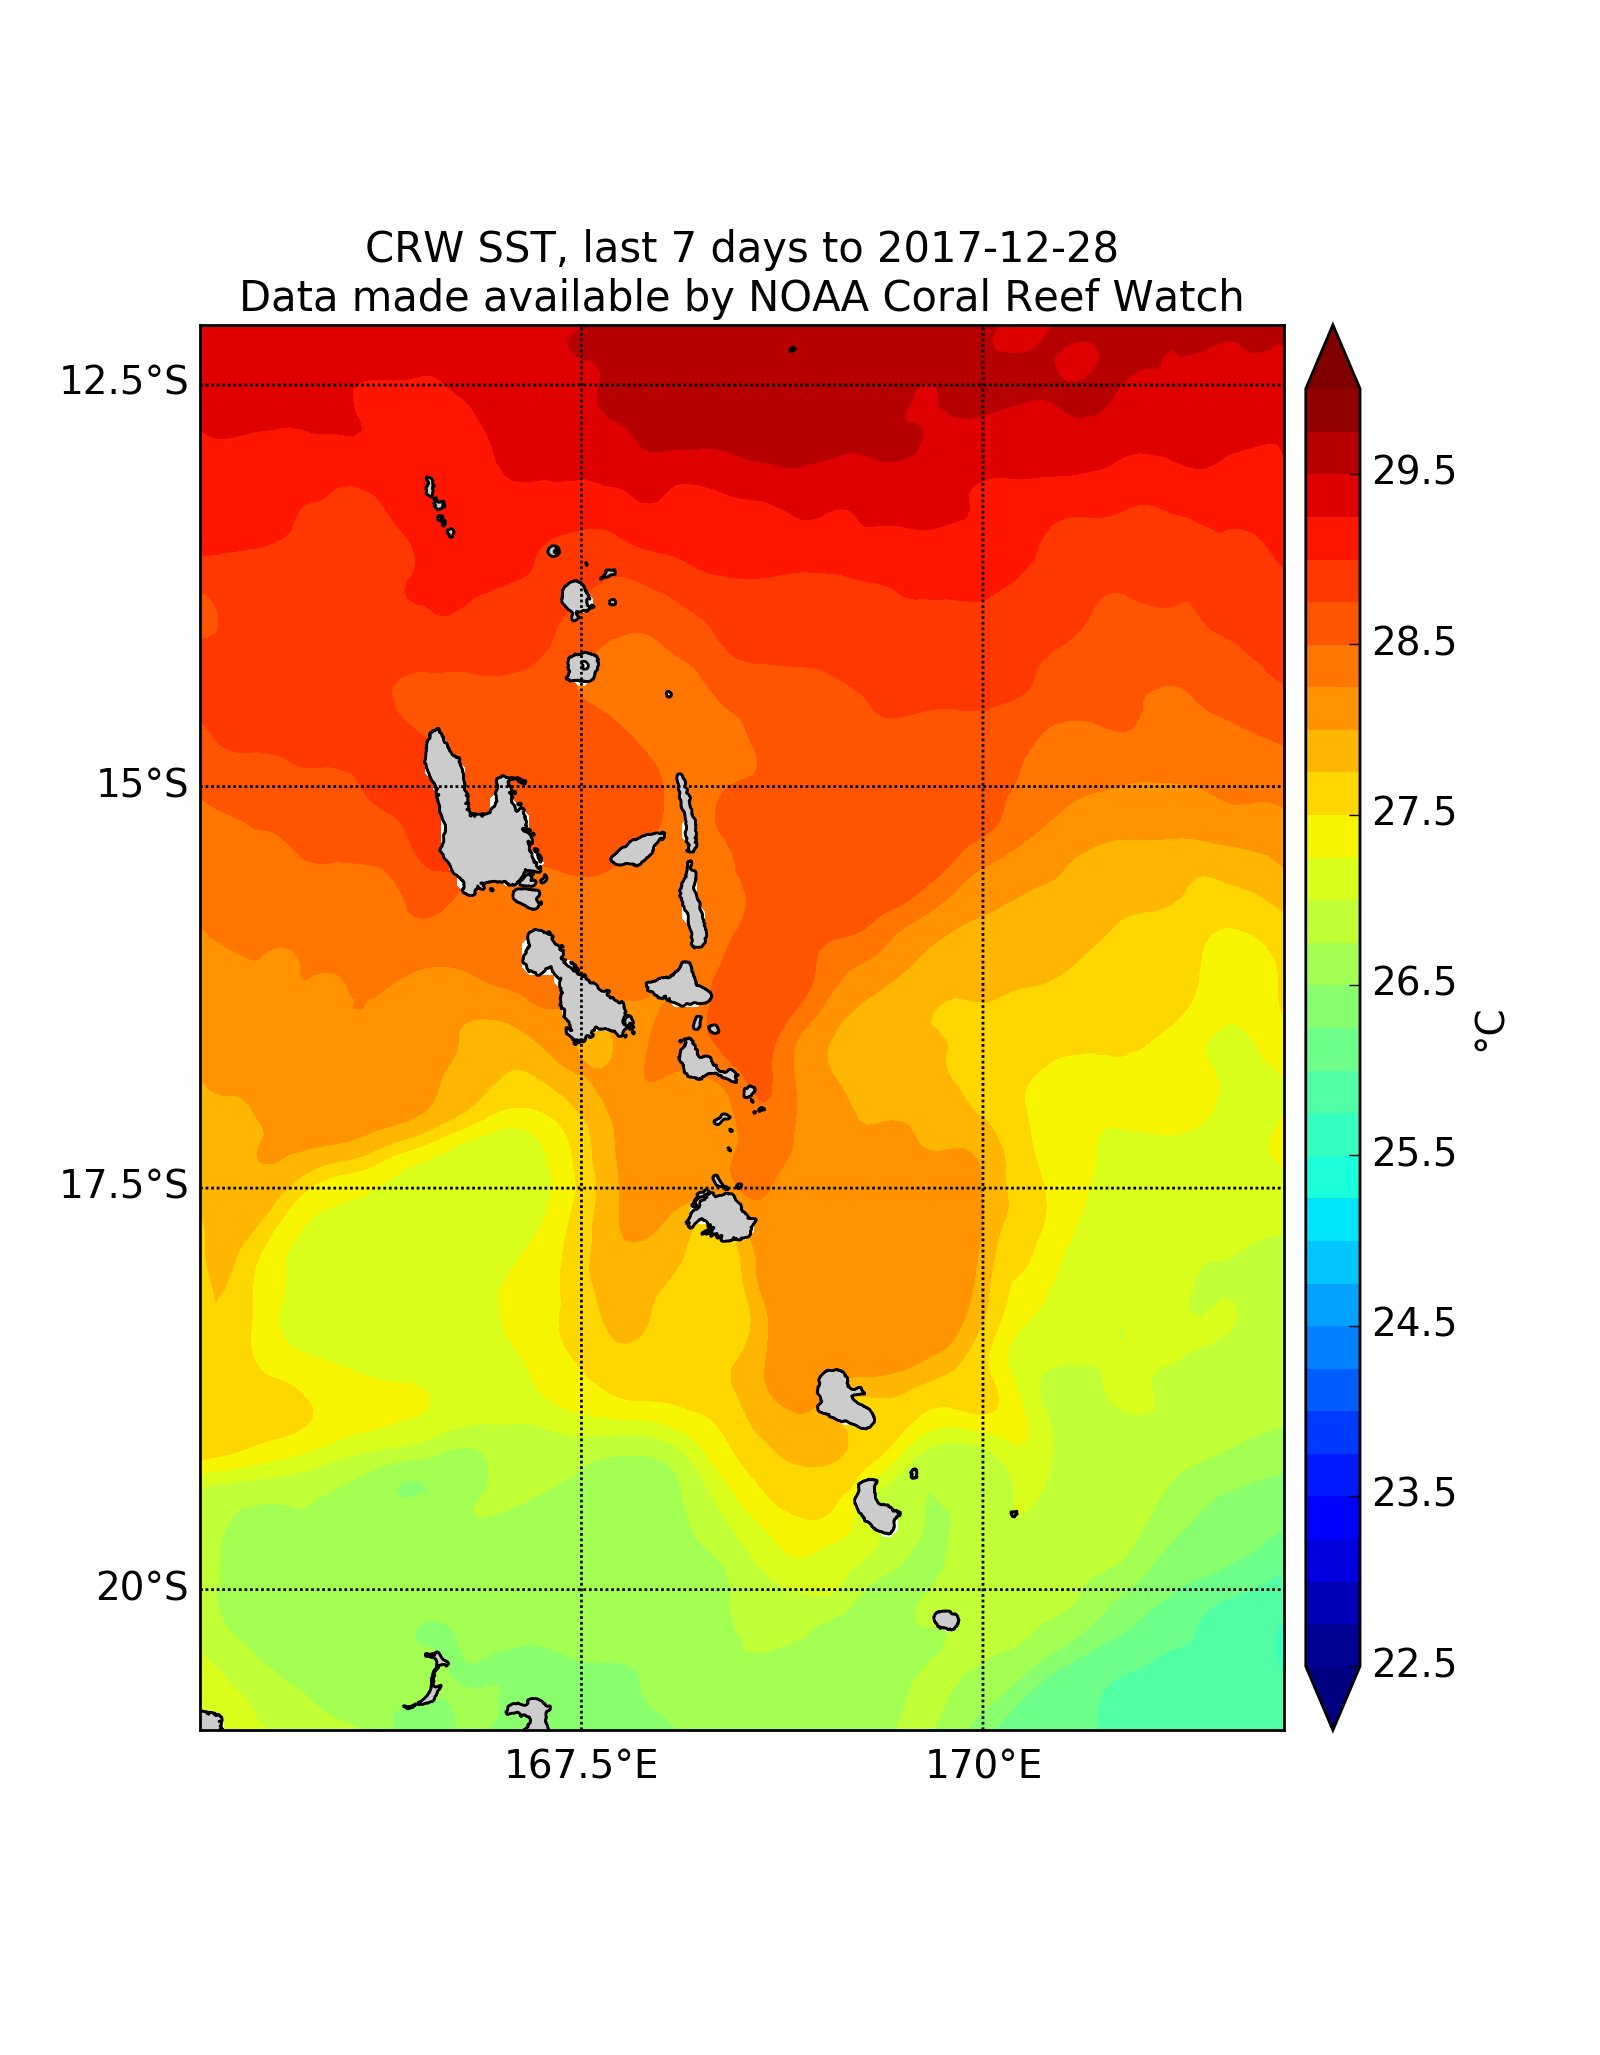 CRW SST, last 7 days to 2017-12-28
Data made available by NOAA Coral Reef Watch
12.5°S
15°S
17.5°S
20°S
167.5°E
170°E
29.5
28.5
27.5
26.5
25.5
24.5
23.5
22.5
°C